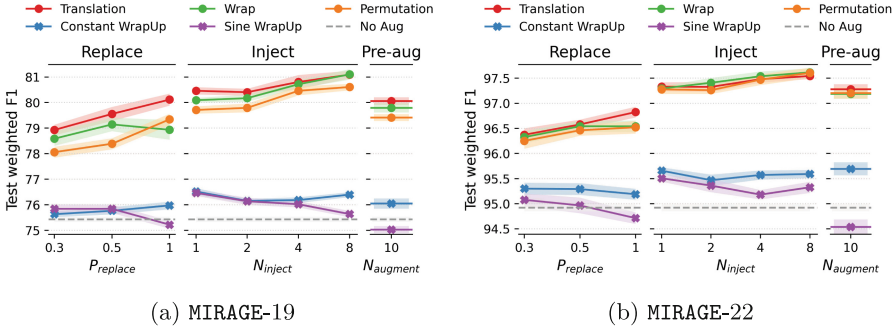 Translation Wrap Permutation
Constant WrapUp Sine WrapUp No Aug
Replace Inject Pre-aug
Test weighted F1
81
80
79
78
77
76
75
0.3 0.5 1 1 2 4 8 10
P_replace N_inject N_augment
(a) MIRAGE-19
Translation Wrap Permutation
Constant WrapUp Sine WrapUp No Aug
Replace Inject Pre-aug
Test weighted F1
97.5
97.0
96.5
96.0
95.5
95.0
94.5
0.3 0.5 1 1 2 4 8 10
P_replace N_inject N_augment
(b) MIRAGE-22